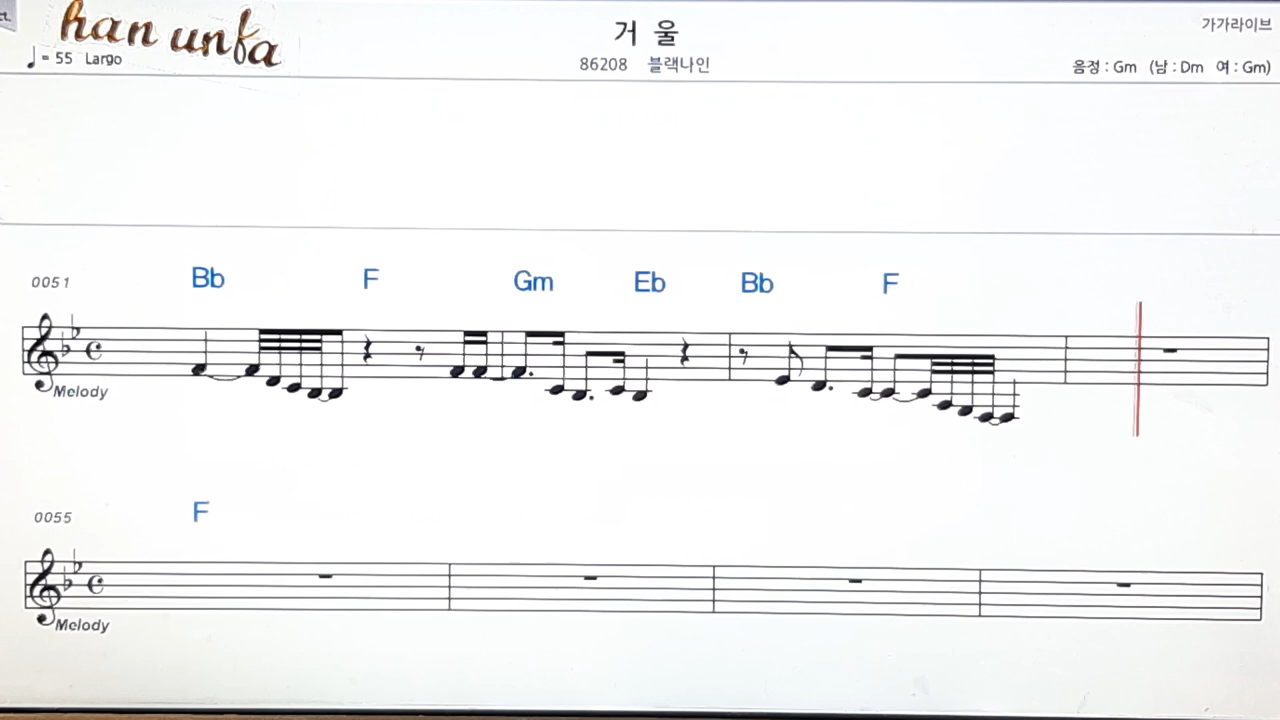 han unfa
거 울
가가라이브
♩ = 55 Largo
86208 블랙나인
음정 : Gm (남 : Dm 여 : Gm)
0051
Bb F Gm Eb Bb F
Melody
0055
F
Melody